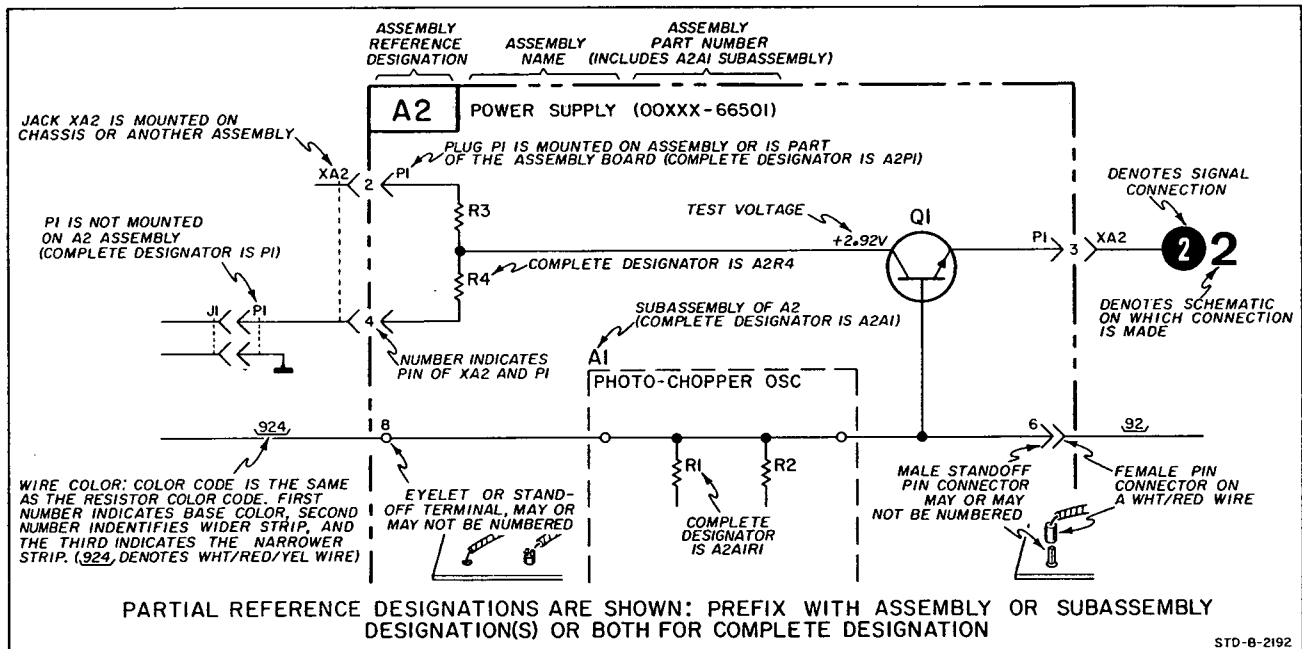 ASSEMBLY
REFERENCE
DESIGNATION
ASSEMBLY
NAME
ASSEMBLY
PART NUMBER
(INCLUDES A2A1 SUBASSEMBLY)
A2
POWER SUPPLY (00XXX-66501)
JACK XA2 IS MOUNTED ON
CHASSIS OR ANOTHER ASSEMBLY
XA2
2
P1
PLUG P1 IS MOUNTED ON ASSEMBLY OR IS PART
OF THE ASSEMBLY BOARD (COMPLETE DESIGNATOR IS A2P1)
DENOTES SIGNAL
CONNECTION
R3
TEST VOLTAGE
Q1
+2.92V
P1
3
XA2
2
2
P1 IS NOT MOUNTED
ON A2 ASSEMBLY
(COMPLETE DESIGNATOR IS P1)
R4
COMPLETE DESIGNATOR IS A2R4
DENOTES SCHEMATIC
ON WHICH CONNECTION
IS MADE
J1
P1
4
SUBASSEMBLY OF A2
(COMPLETE DESIGNATOR IS A2A1)
NUMBER INDICATES
PIN OF XA2 AND P1
A1
PHOTO-CHOPPER OSC
924
8
6
92
R1
R2
WIRE COLOR: COLOR CODE IS THE SAME
AS THE RESISTOR COLOR CODE. FIRST
NUMBER INDICATES BASE COLOR, SECOND
NUMBER INDENTIFIES WIDER STRIP, AND
THE THIRD INDICATES THE NARROWER
STRIP. (924 DENOTES WHT/RED/YEL WIRE)
EYELET OR STAND-
OFF TERMINAL, MAY OR
MAY NOT BE NUMBERED
COMPLETE
DESIGNATOR
IS A2A1R1
MALE STANDOFF
PIN CONNECTOR
MAY OR MAY
NOT BE NUMBERED
FEMALE PIN
CONNECTOR ON
A WHT/RED WIRE
PARTIAL REFERENCE DESIGNATIONS ARE SHOWN: PREFIX WITH ASSEMBLY OR SUBASSEMBLY
DESIGNATION(S) OR BOTH FOR COMPLETE DESIGNATION
STD-B-2192